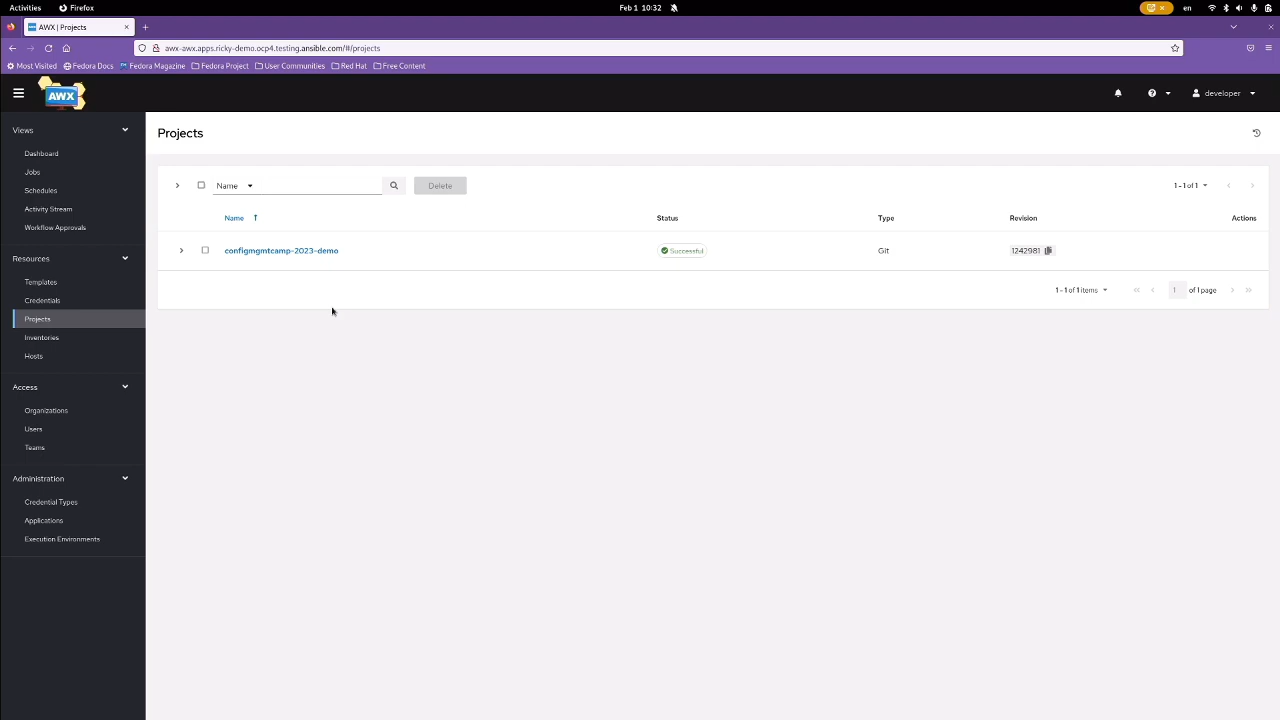 Activities Firefox Feb 1 10:32 en
AWX | Projects
awx-awx.apps.ricky-demo.ocp4.testing.ansible.com/#/projects
Most Visited Fedora Docs Fedora Magazine Fedora Project User Communities Red Hat Free Content
AWX developer
Views
Dashboard
Jobs
Schedules
Activity Stream
Workflow Approvals
Resources
Templates
Credentials
Projects
Inventories
Hosts
Access
Organizations
Users
Teams
Administration
Credential Types
Applications
Execution Environments
Projects
Name Delete 1 - 1 of 1
Name Status Type Revision Actions
configmgmtcamp-2023-demo Successful Git 1242981
1 - 1 of 1 items 1 of 1 page